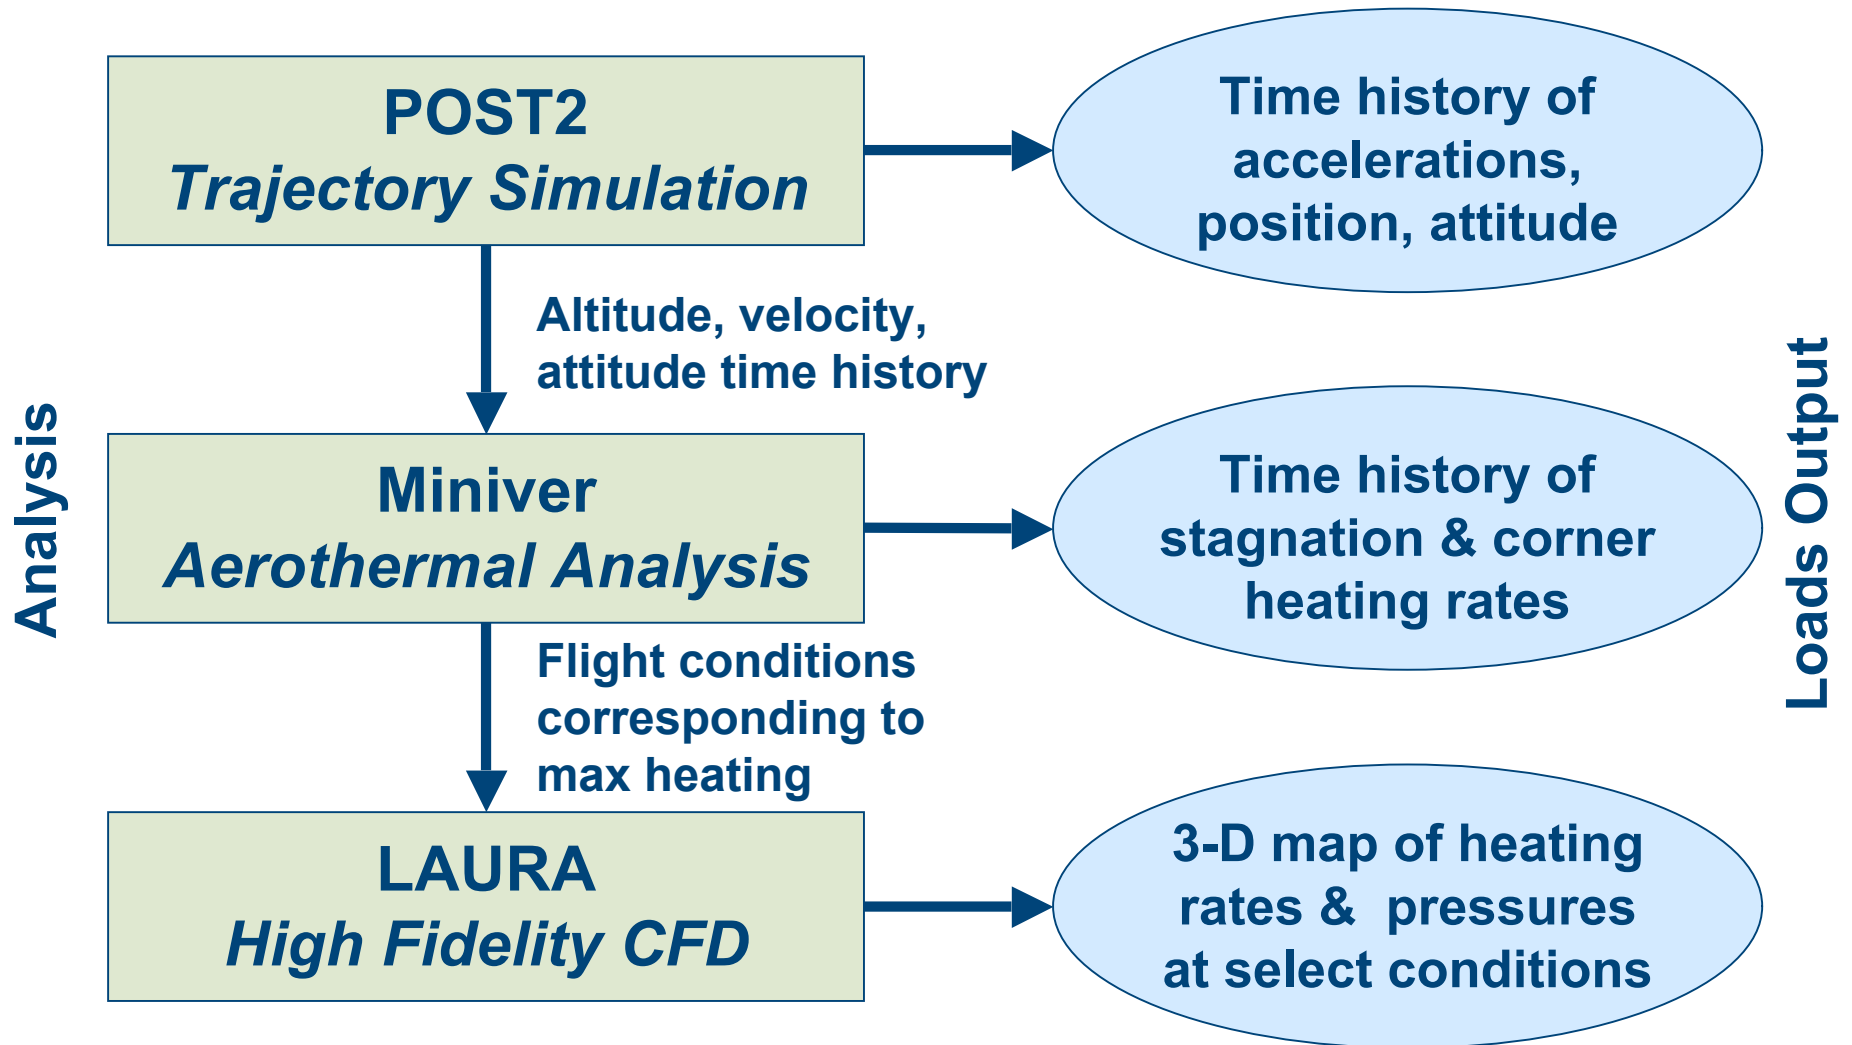 Analysis
POST2
Trajectory Simulation
Time history of
accelerations,
position, attitude
Altitude, velocity,
attitude time history
Miniver
Aerothermal Analysis
Time history of
stagnation & corner
heating rates
Flight conditions
corresponding to
max heating
LAURA
High Fidelity CFD
3-D map of heating
rates &  pressures
at select conditions
Loads Output